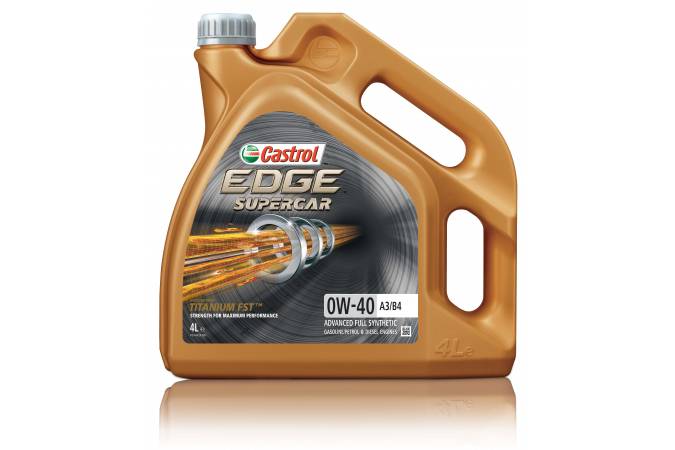 Castrol
EDGE
SUPERCAR
TITANIUM FST™
STRENGTH FOR MAXIMUM PERFORMANCE
4L e
0W-40 A3/B4
ADVANCED FULL SYNTHETIC
GASOLINE/PETROL & DIESEL ENGINES
4L e